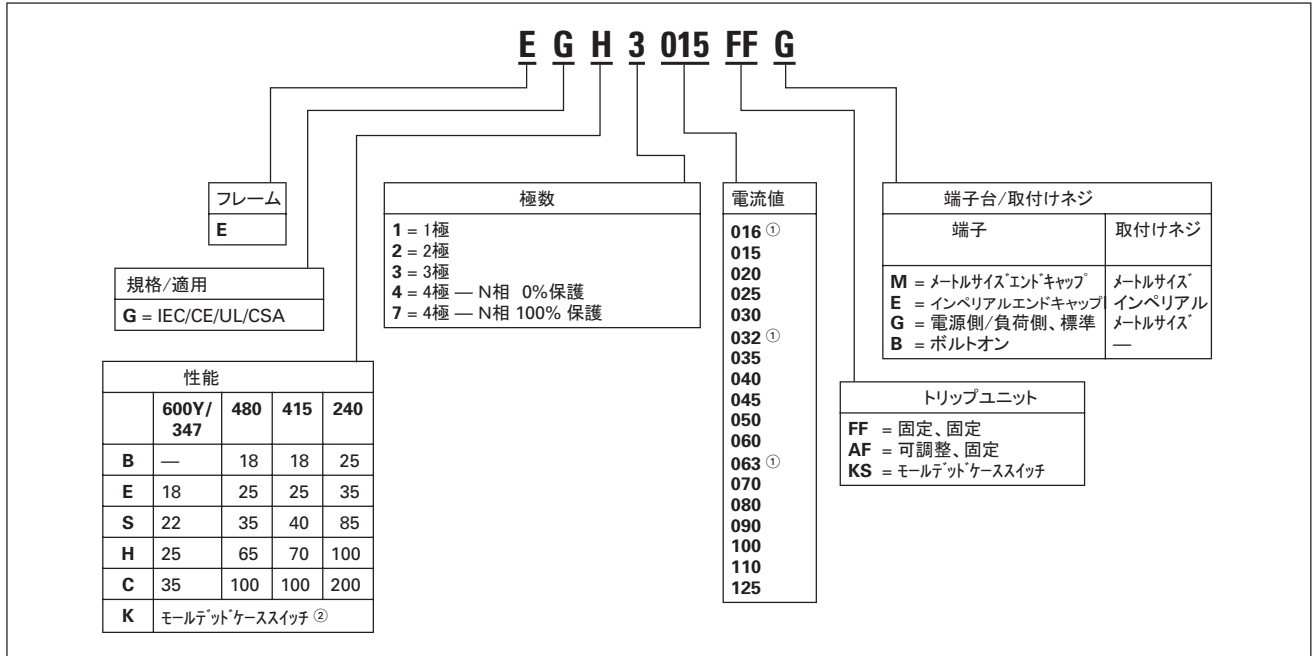 E G H 3 015 FF G
フレーム
E
規格/適用
G = IEC/CE/UL/CSA
性能
600Y/347 480 415 240
B — 18 18 25
E 18 25 25 35
S 22 35 40 85
H 25 65 70 100
C 35 100 100 200
K モールデッドケーススイッチ ②
極数
1 = 1極
2 = 2極
3 = 3極
4 = 4極 — N相 0%保護
7 = 4極 — N相 100% 保護
電流値
016 ①
015
020
025
030
032 ①
035
040
045
050
060
063 ①
070
080
090
100
110
125
端子台/取付けネジ
端子 取付けネジ
M = メートルサイズエンドキャップ メートルサイズ
E = インペリアルエンドキャップ インペリアル
G = 電源側/負荷側、標準 メートルサイズ
B = ボルトオン —
トリップユニット
FF = 固定、固定
AF = 可調整、固定
KS = モールデッドケーススイッチ